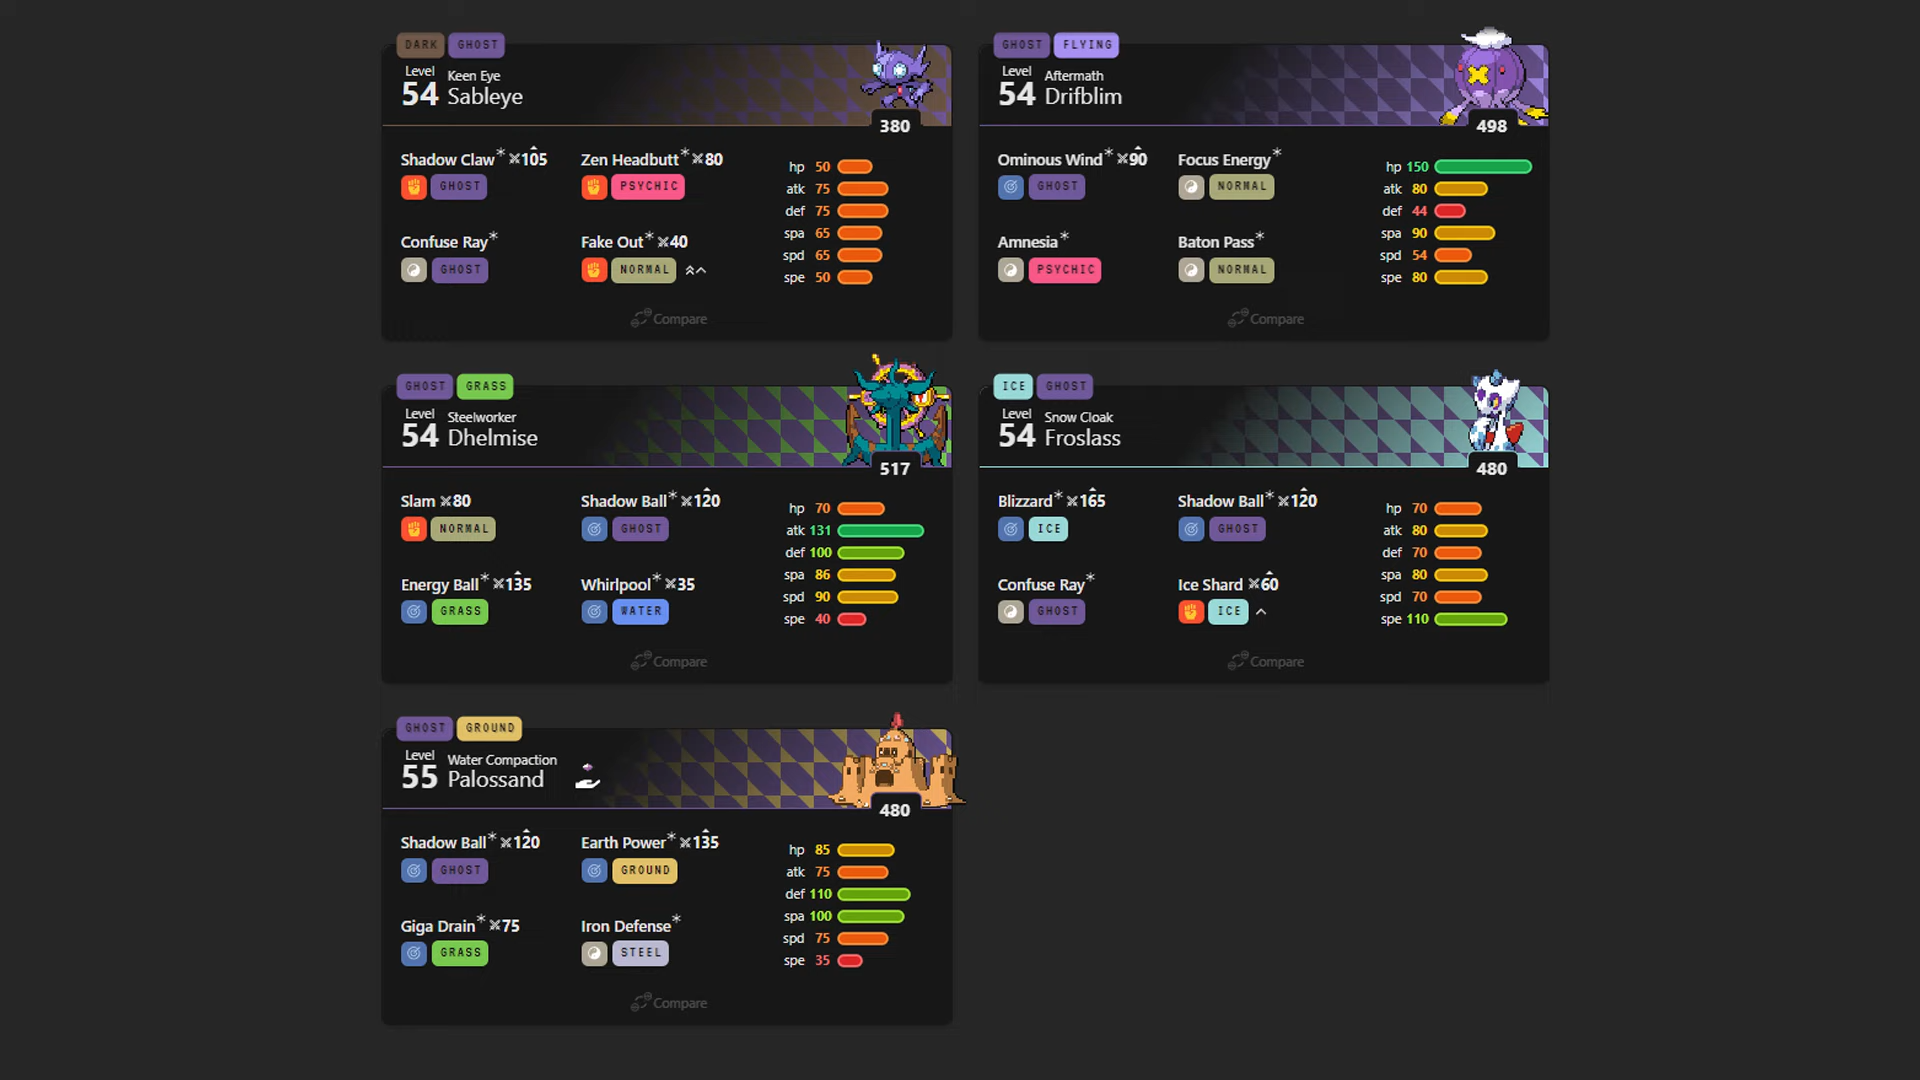 DARK GHOST
Level
54
Keen Eye
Sableye
380
Shadow Claw* ×105
GHOST
Zen Headbutt* ×80
PSYCHIC
Confuse Ray*
GHOST
Fake Out* ×40
NORMAL
hp 50
atk 75
def 75
spa 65
spd 65
spe 50
Compare
GHOST FLYING
Level
54
Aftermath
Drifblim
498
Ominous Wind* ×90
GHOST
Focus Energy*
NORMAL
Amnesia*
PSYCHIC
Baton Pass*
NORMAL
hp 150
atk 80
def 44
spa 90
spd 54
spe 80
Compare
GHOST GRASS
Level
54
Steelworker
Dhelmise
517
Slam ×80
NORMAL
Shadow Ball* ×120
GHOST
Energy Ball* ×135
GRASS
Whirlpool* ×35
WATER
hp 70
atk 131
def 100
spa 86
spd 90
spe 40
Compare
ICE GHOST
Level
54
Snow Cloak
Froslass
480
Blizzard* ×165
ICE
Shadow Ball* ×120
GHOST
Confuse Ray*
GHOST
Ice Shard ×60
ICE
hp 70
atk 80
def 70
spa 80
spd 70
spe 110
Compare
GHOST GROUND
Level
55
Water Compaction
Palossand
480
Shadow Ball* ×120
GHOST
Earth Power* ×135
GROUND
Giga Drain* ×75
GRASS
Iron Defense*
STEEL
hp 85
atk 75
def 110
spa 100
spd 75
spe 35
Compare